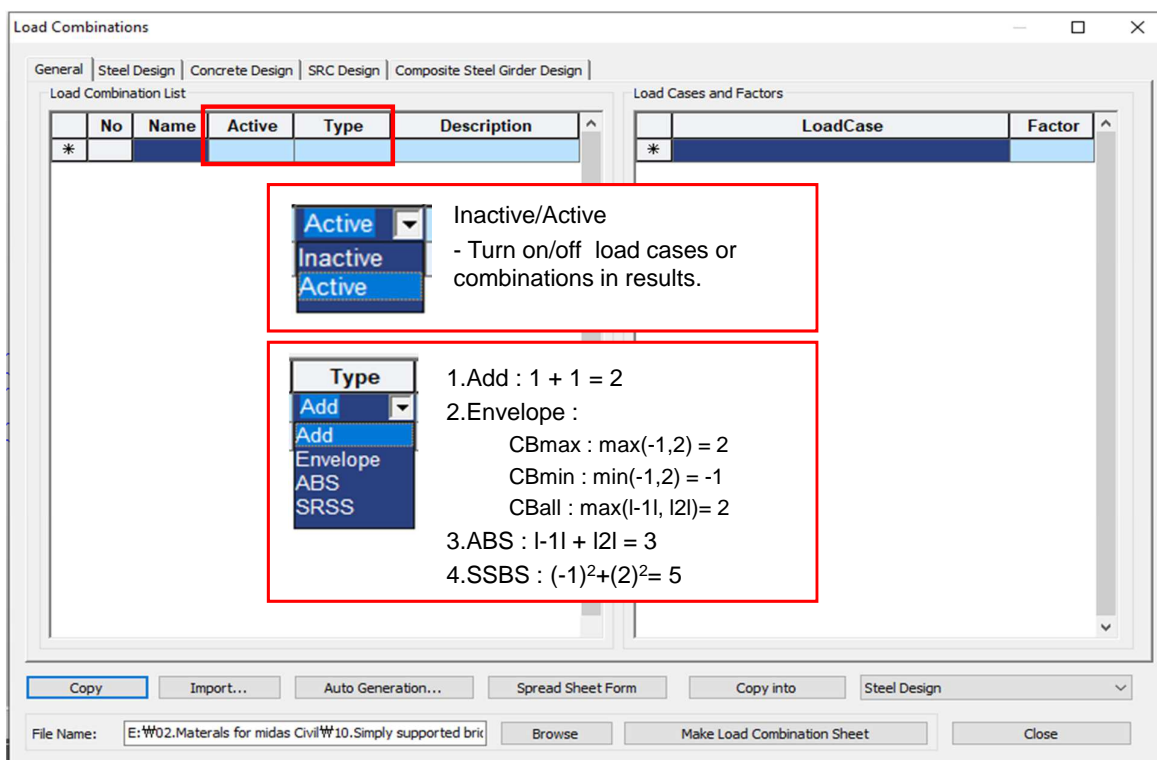 Load Combinations
General Steel Design Concrete Design SRC Design Composite Steel Girder Design
Load Combination List
No Name Active Type Description
*
Load Cases and Factors
LoadCase Factor
*
Active
Inactive
Active
Inactive/Active
- Turn on/off load cases or
combinations in results.
Type
Add
Add
Envelope
ABS
SRSS
1.Add : 1 + 1 = 2
2.Envelope :
CBmax : max(-1,2) = 2
CBmin : min(-1,2) = -1
CBall : max(l-1l, l2l)= 2
3.ABS : l-1l + l2l = 3
4.SSBS : (-1)²+(2)²= 5
Copy Import... Auto Generation... Spread Sheet Form Copy into Steel Design
File Name: E:₩02.Materals for midas Civil₩10.Simply supported bric Browse Make Load Combination Sheet Close